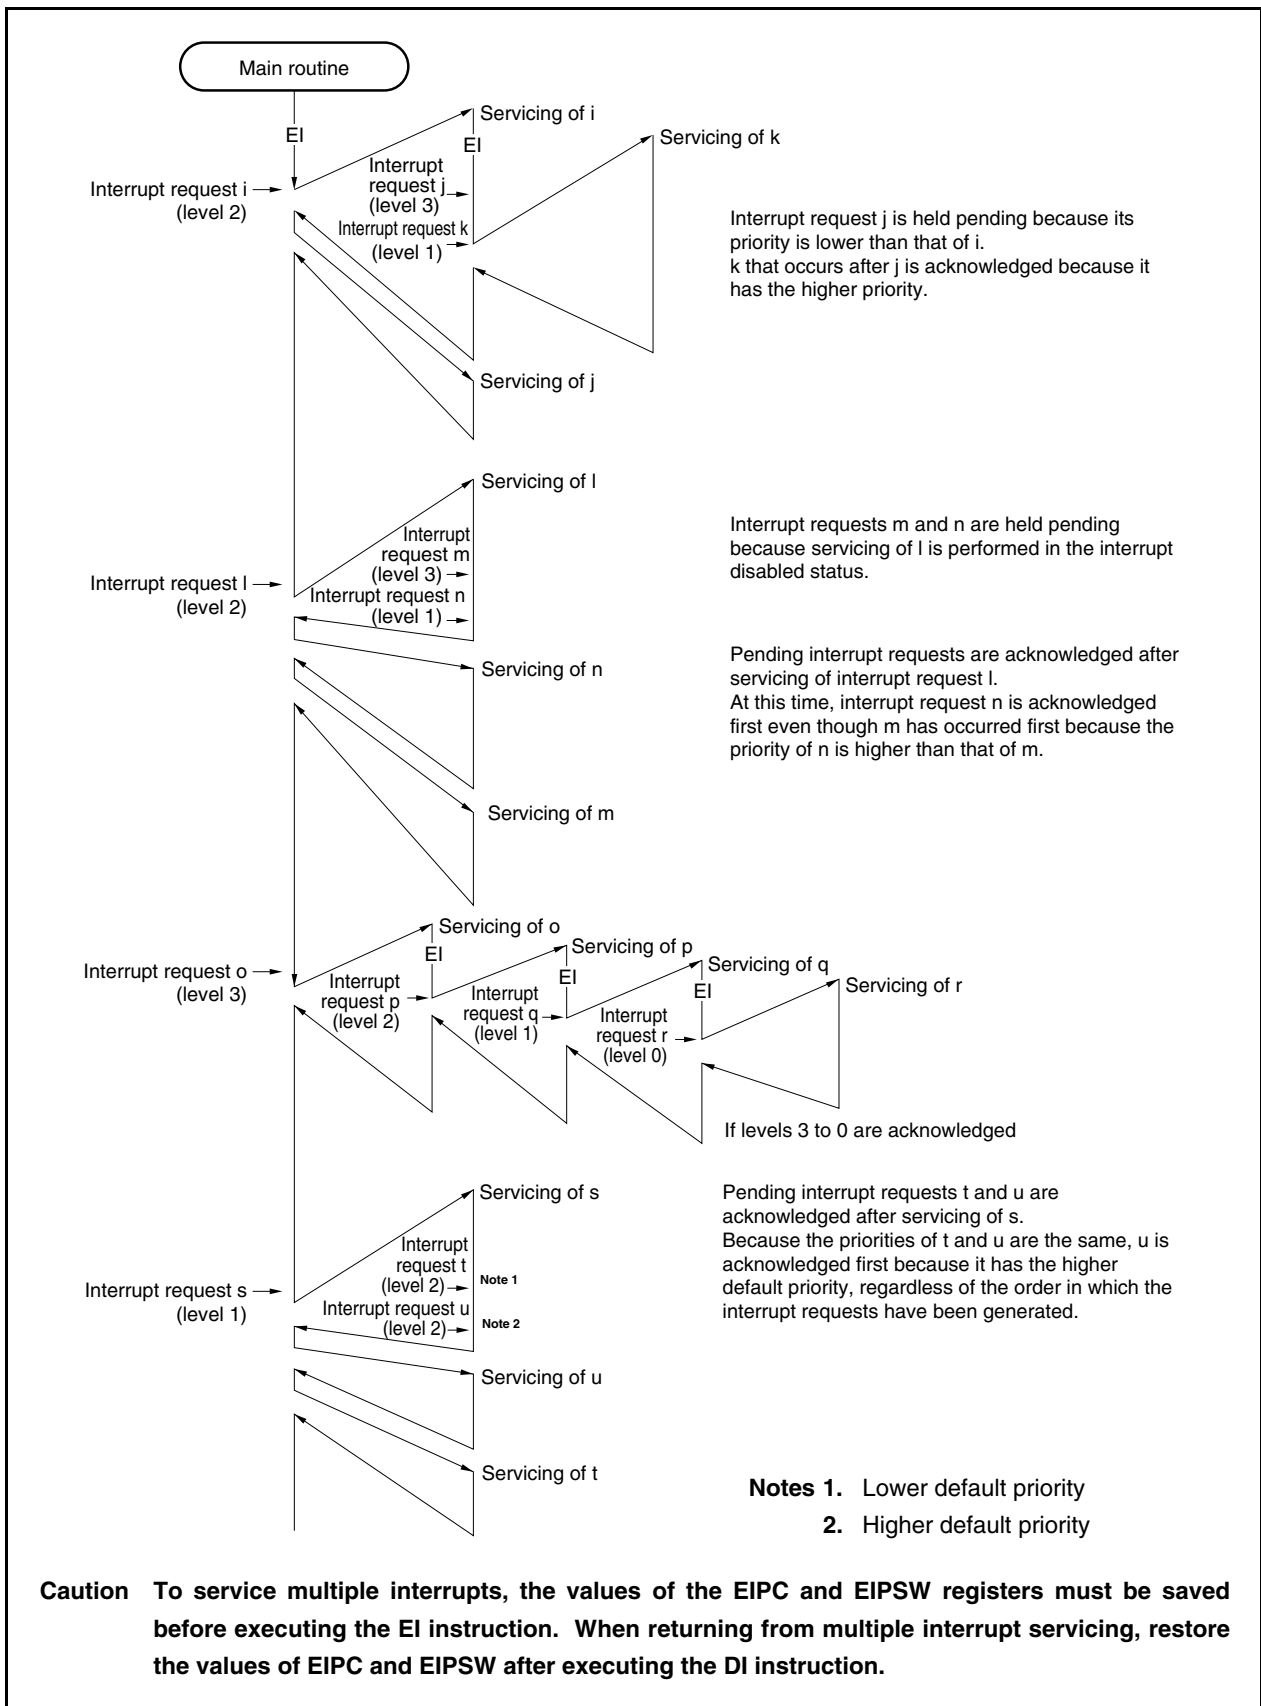 Main routine
EI
Servicing of i
EI
Servicing of k
Interrupt
request j
(level 3)
Interrupt request i
(level 2)
Interrupt request k
(level 1)
Interrupt request j is held pending because its
priority is lower than that of i.
k that occurs after j is acknowledged because it
has the higher priority.
Servicing of j
Servicing of l
Interrupt
request m
(level 3)
Interrupt request l
(level 2)
Interrupt request n
(level 1)
Interrupt requests m and n are held pending
because servicing of l is performed in the interrupt
disabled status.
Servicing of n
Pending interrupt requests are acknowledged after
servicing of interrupt request l.
At this time, interrupt request n is acknowledged
first even though m has occurred first because the
priority of n is higher than that of m.
Servicing of m
Servicing of o
EI
Servicing of p
EI
Servicing of q
EI
Servicing of r
Interrupt request o
(level 3)
Interrupt
request p
(level 2)
Interrupt
request q
(level 1)
Interrupt
request r
(level 0)
If levels 3 to 0 are acknowledged
Servicing of s
Interrupt
request t
(level 2)
Note 1
Interrupt request s
(level 1)
Interrupt request u
(level 2)
Note 2
Pending interrupt requests t and u are
acknowledged after servicing of s.
Because the priorities of t and u are the same, u is
acknowledged first because it has the higher
default priority, regardless of the order in which the
interrupt requests have been generated.
Servicing of u
Servicing of t
Notes 1. Lower default priority
2. Higher default priority
Caution To service multiple interrupts, the values of the EIPC and EIPSW registers must be saved
before executing the EI instruction. When returning from multiple interrupt servicing, restore
the values of EIPC and EIPSW after executing the DI instruction.